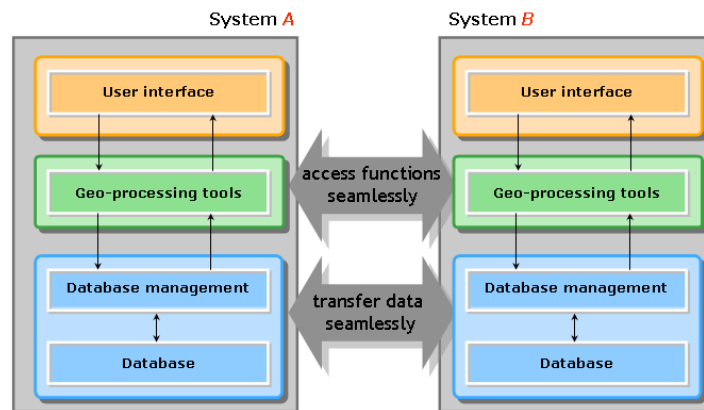 System A
System B
User interface
User interface
access functions
seamlessly
Geo-processing tools
Geo-processing tools
Database management
Database management
transfer data
seamlessly
Database
Database